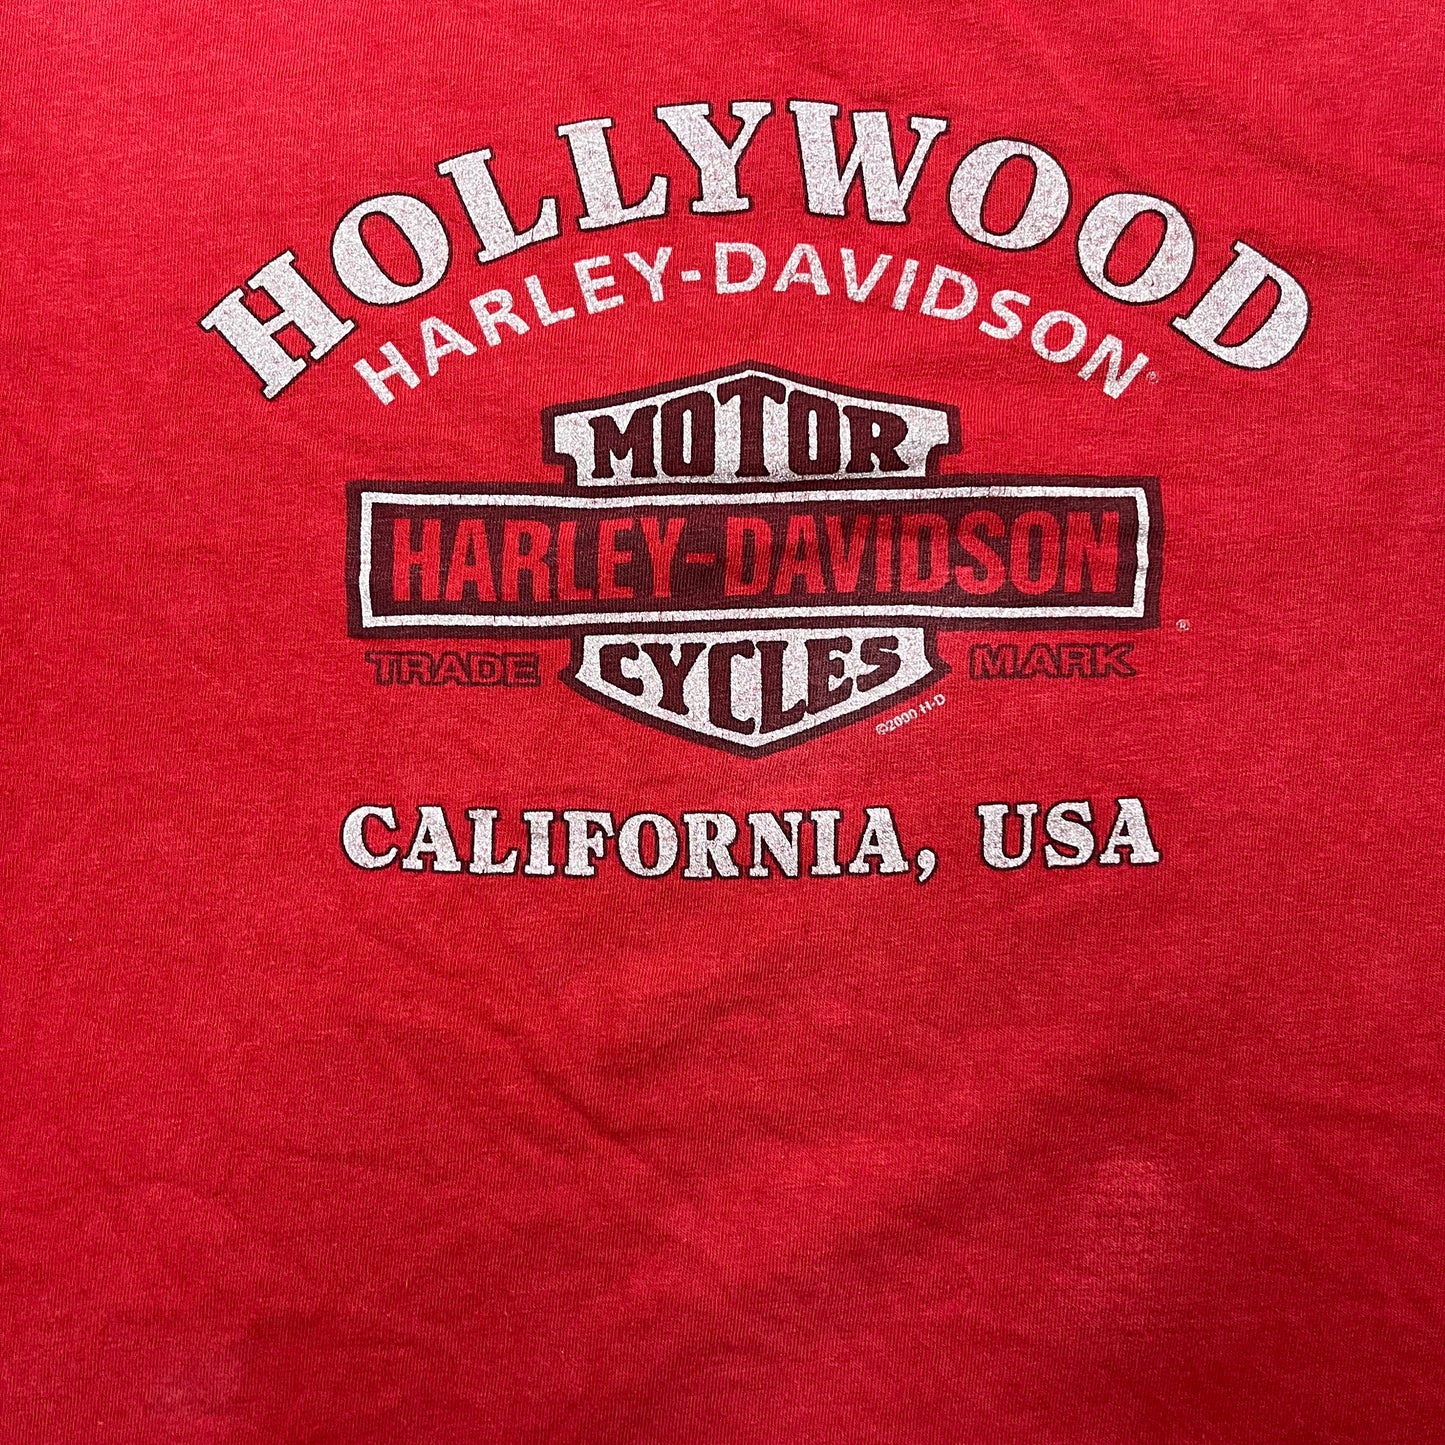 HOLLYWOOD
HARLEY-DAVIDSON®
MOTOR
HARLEY-DAVIDSON
®
TRADE MARK
CYCLES
©2000 H-D
CALIFORNIA, USA